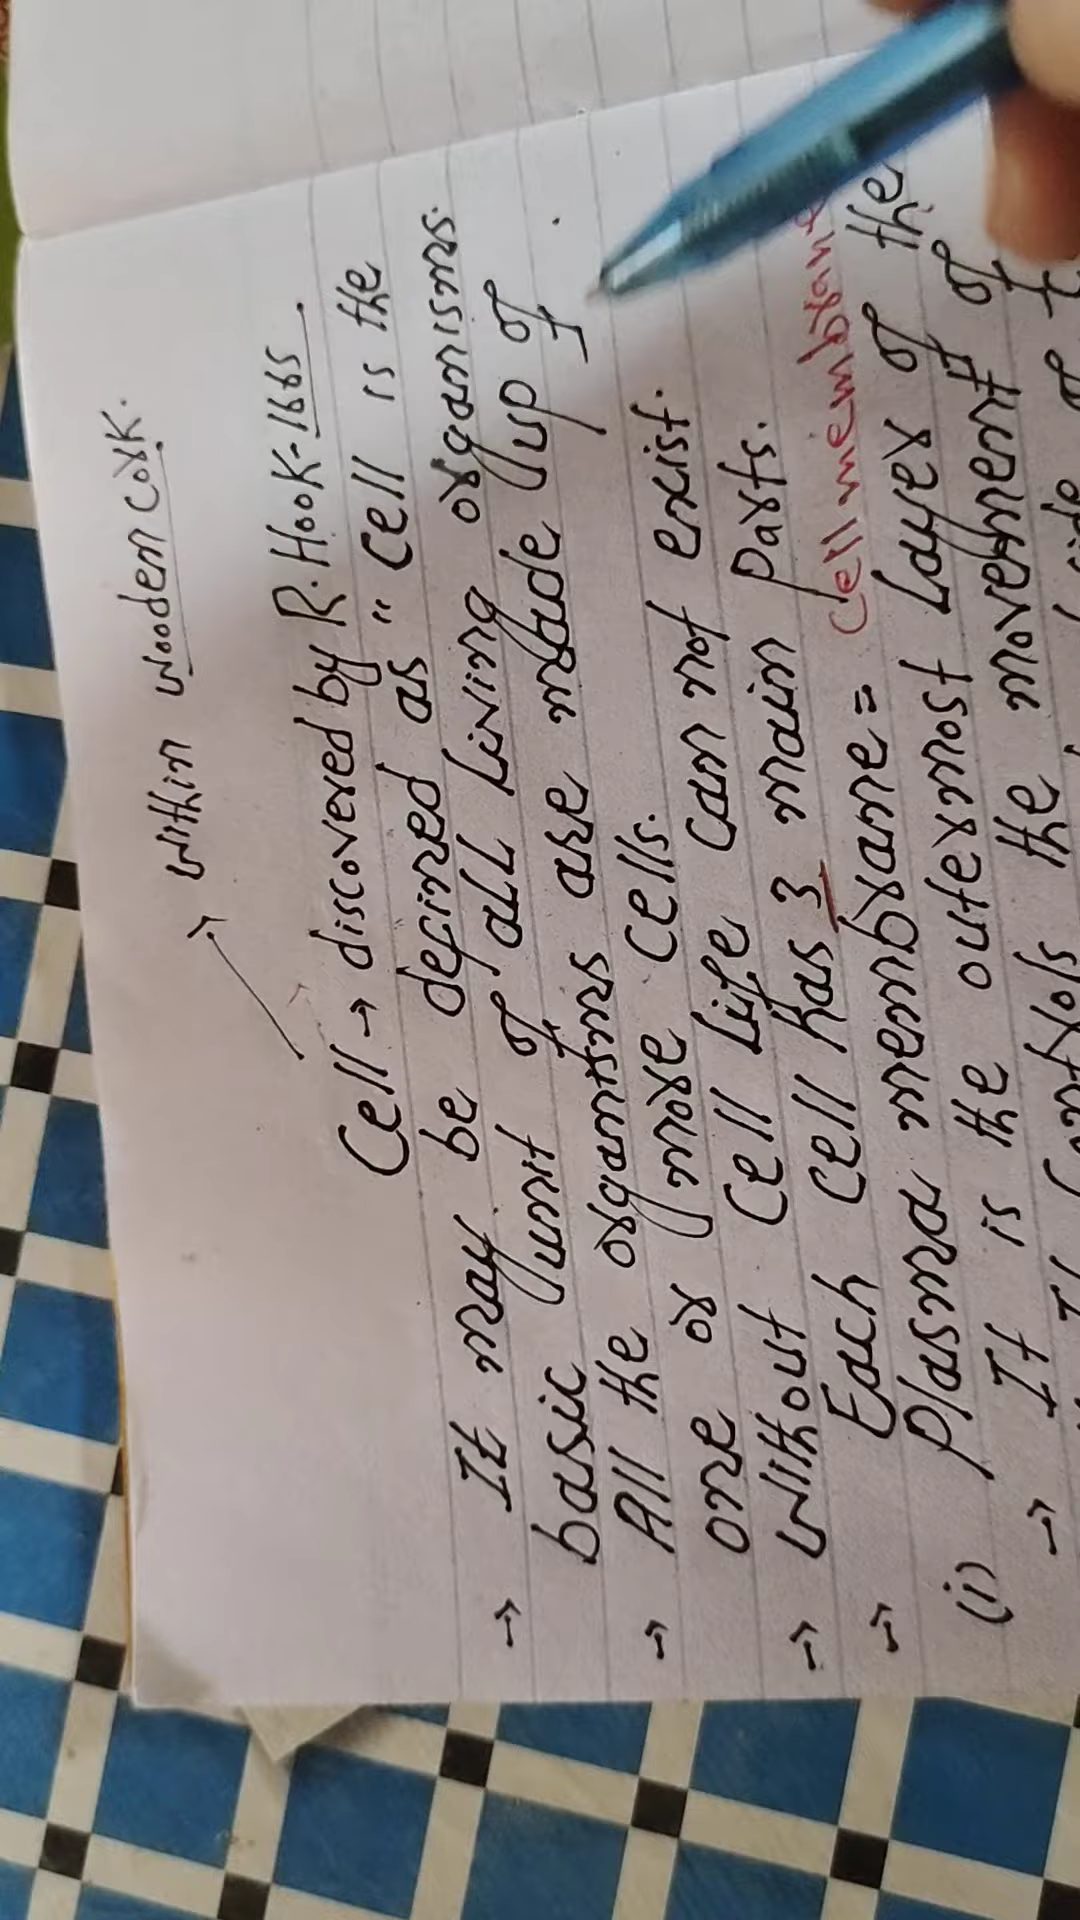 within wooden cork.
Cell → discovered by R.HooK-1665.
→ It may be defined as "Cell is the
basic unit of all Living organisms.
→ All the organisms are made up of
one or more cells.
→ Without cell Life can not exist.
→ Each cell has 3 main parts.
(i) Plasma membrane = cell membrane
→ It is the outermost Layer of the
the movement of